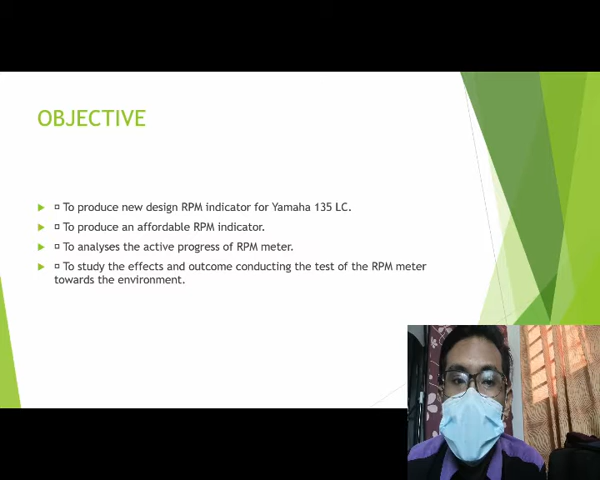 OBJECTIVE
To produce new design RPM indicator for Yamaha 135 LC.
To produce an affordable RPM indicator.
To analyses the active progress of RPM meter.
To study the effects and outcome conducting the test of the RPM meter
towards the environment.